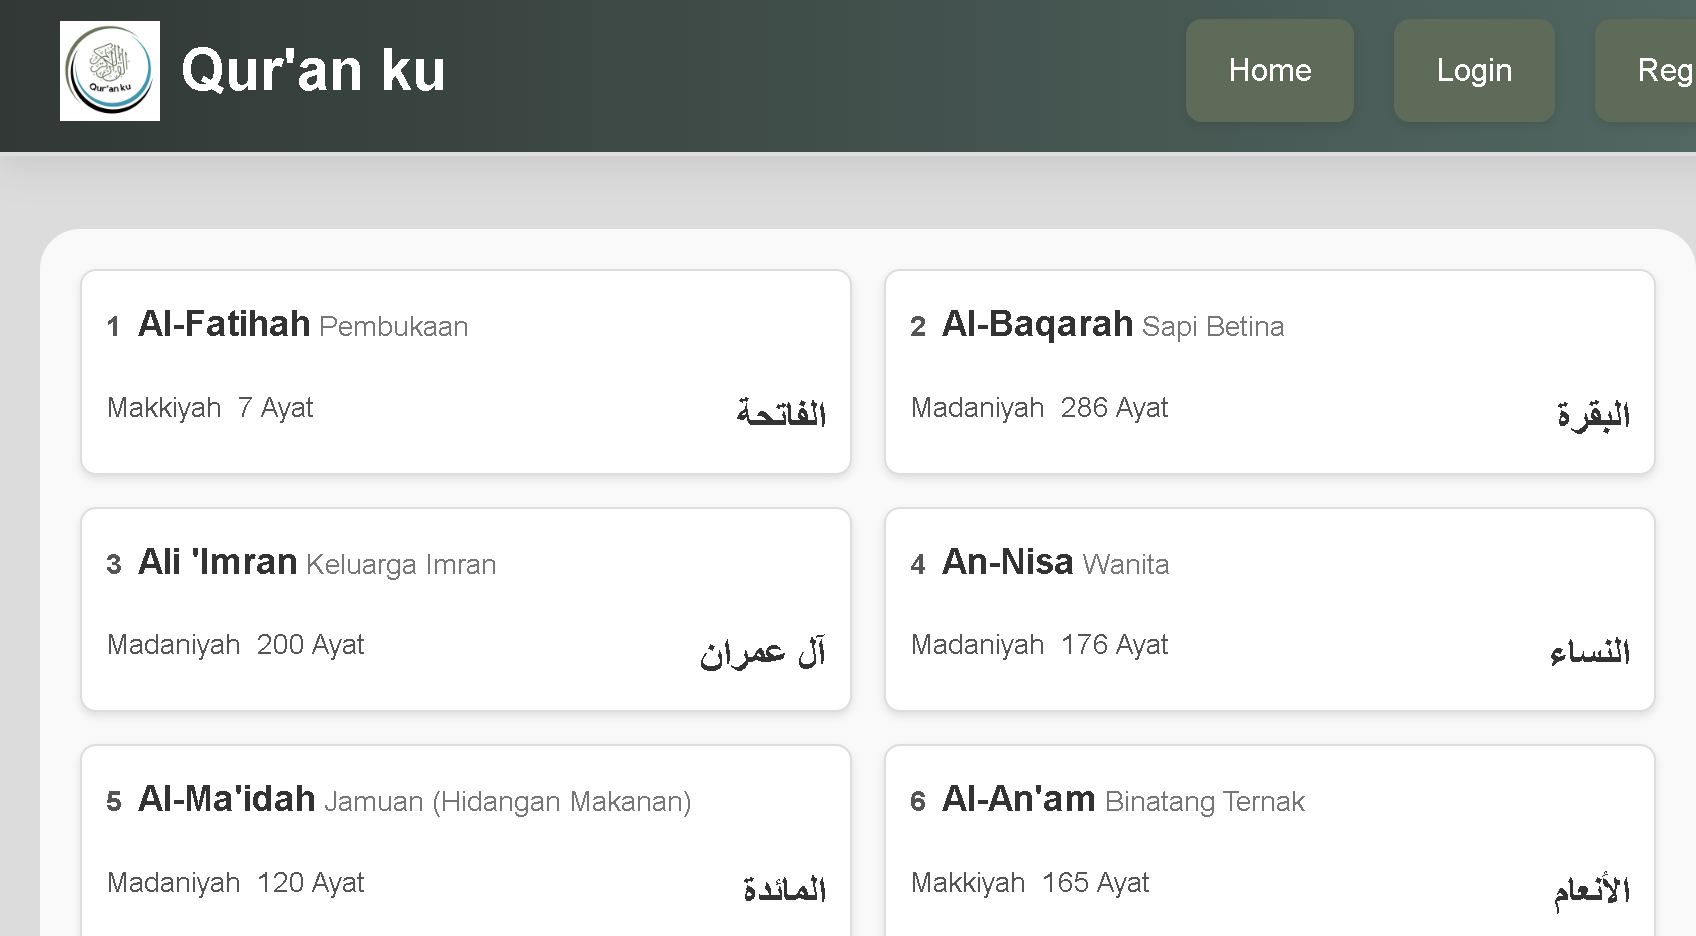 Qur'an ku
Qur'an ku
Home
Login
Reg
1 Al-Fatihah Pembukaan
Makkiyah 7 Ayat
الفاتحة
2 Al-Baqarah Sapi Betina
Madaniyah 286 Ayat
البقرة
3 Ali 'Imran Keluarga Imran
Madaniyah 200 Ayat
آل عمران
4 An-Nisa Wanita
Madaniyah 176 Ayat
النساء
5 Al-Ma'idah Jamuan (Hidangan Makanan)
Madaniyah 120 Ayat
المائدة
6 Al-An'am Binatang Ternak
Makkiyah 165 Ayat
الأنعام